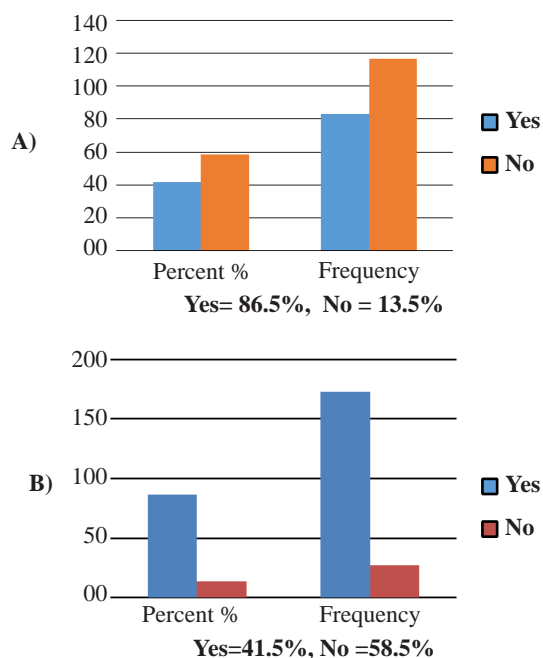 A)
140
120
100
80
60
40
20
00
Percent %
Frequency
Yes
No
Yes= 86.5%, No = 13.5%
B)
200
150
100
50
00
Percent %
Frequency
Yes
No
Yes=41.5%, No =58.5%